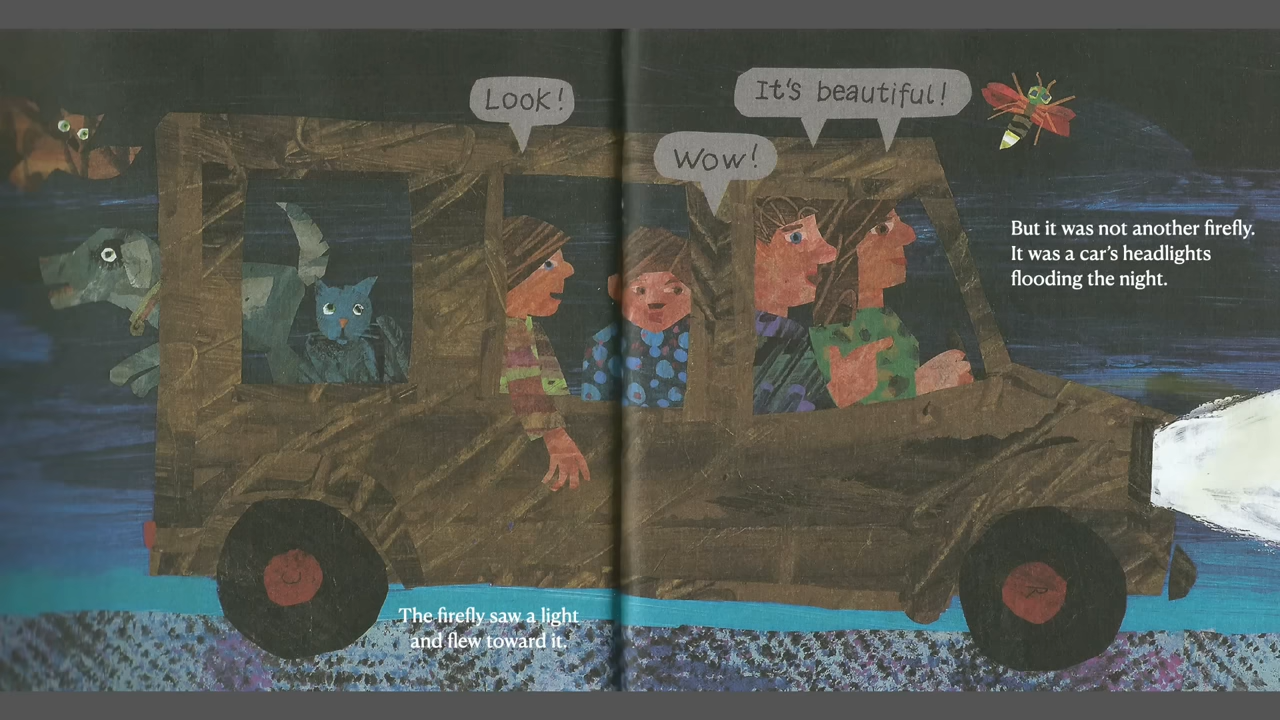 Look!
Wow!
It's beautiful!
The firefly saw a light
and flew toward it.
But it was not another firefly.
It was a car's headlights
flooding the night.